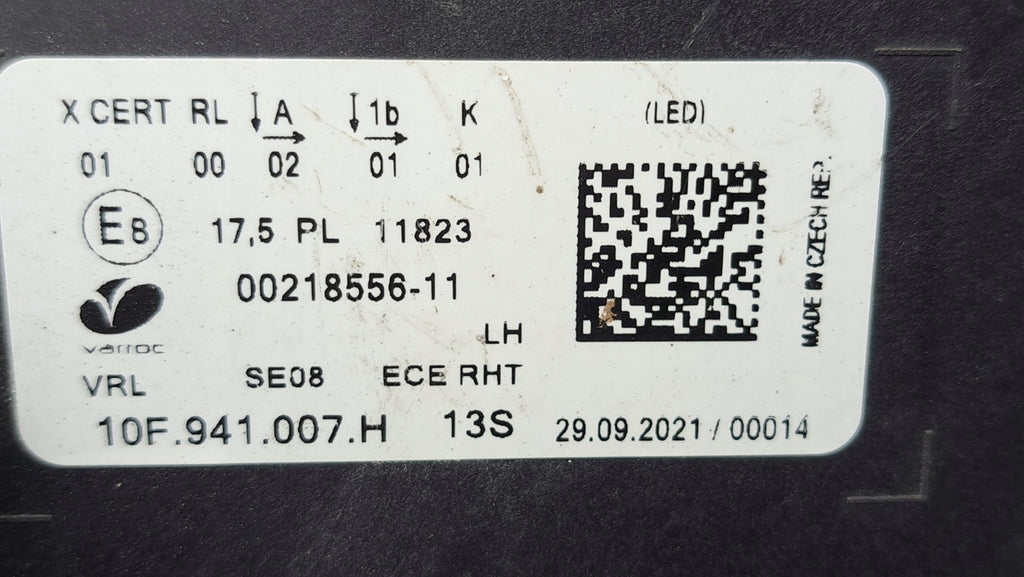 X CERT RL ↓A→ ↓1b→ K (LED)
01 00 02 01 01
E8 17,5 PL 11823
00218556-11
varroc
LH
VRL SE08 ECE RHT
10F.941.007.H 13S 29.09.2021 / 00014
MADE IN CZECH REP.